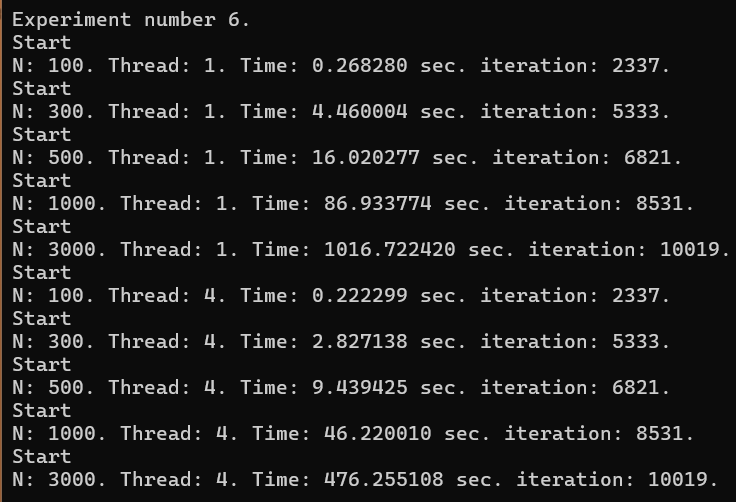 Experiment number 6.
Start
N: 100. Thread: 1. Time: 0.268280 sec. iteration: 2337.
Start
N: 300. Thread: 1. Time: 4.460004 sec. iteration: 5333.
Start
N: 500. Thread: 1. Time: 16.020277 sec. iteration: 6821.
Start
N: 1000. Thread: 1. Time: 86.933774 sec. iteration: 8531.
Start
N: 3000. Thread: 1. Time: 1016.722420 sec. iteration: 10019.
Start
N: 100. Thread: 4. Time: 0.222299 sec. iteration: 2337.
Start
N: 300. Thread: 4. Time: 2.827138 sec. iteration: 5333.
Start
N: 500. Thread: 4. Time: 9.439425 sec. iteration: 6821.
Start
N: 1000. Thread: 4. Time: 46.220010 sec. iteration: 8531.
Start
N: 3000. Thread: 4. Time: 476.255108 sec. iteration: 10019.